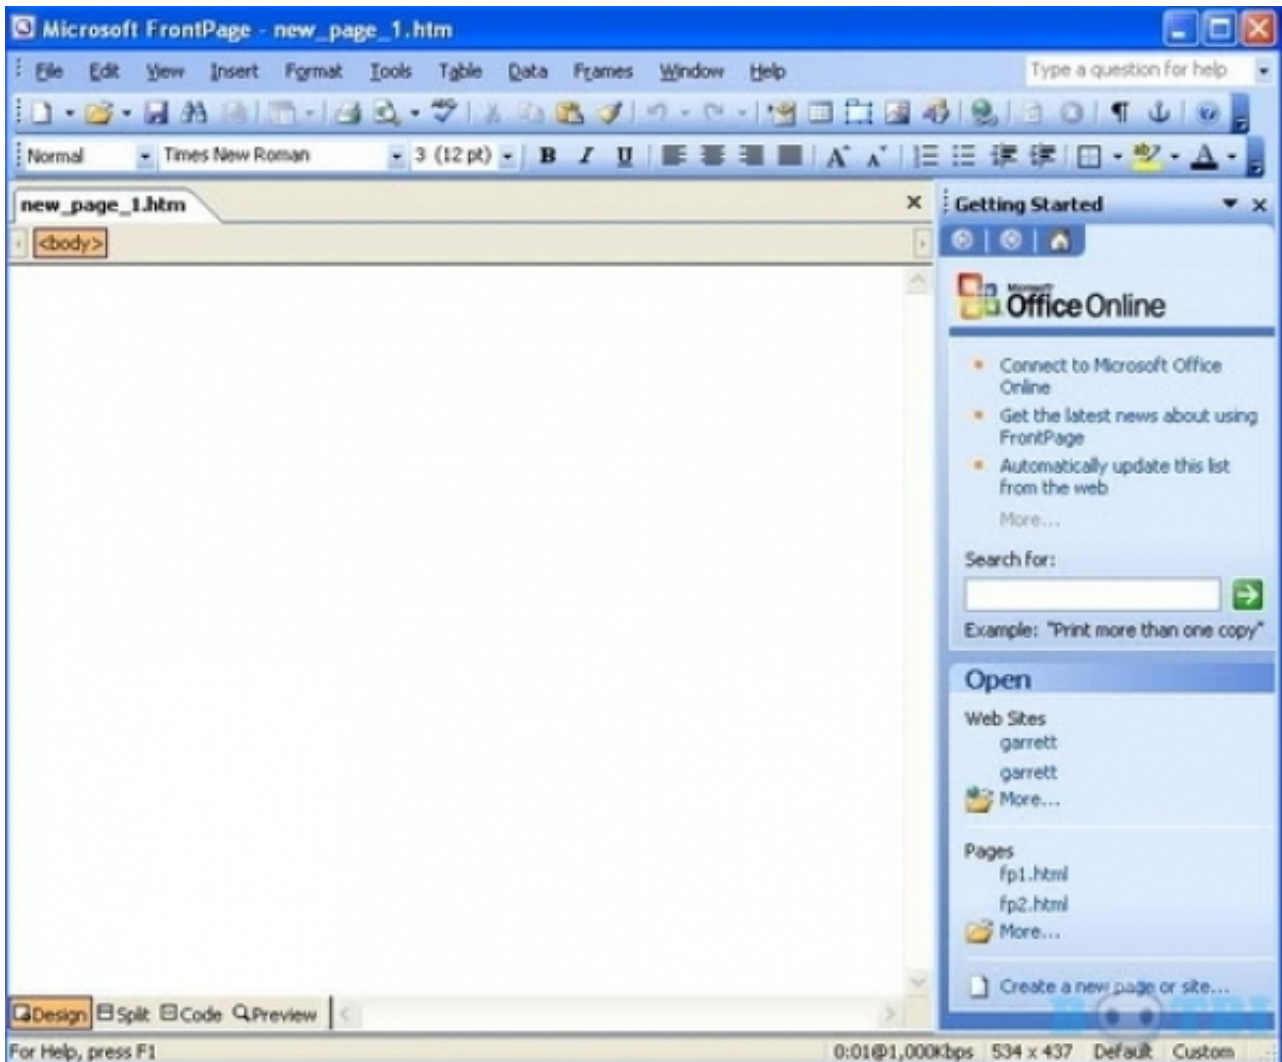 Microsoft FrontPage - new_page_1.htm
File Edit View Insert Format Tools Table Data Frames Window Help Type a question for help
Normal Times New Roman 3 (12 pt) B I U A A ab A
new_page_1.htm
Getting Started
<body>
Microsoft
Office Online
Connect to Microsoft Office
Online
Get the latest news about using
FrontPage
Automatically update this list
from the web
More...
Search for:
Example: "Print more than one copy"
Open
Web Sites
garrett
garrett
More...
Pages
fp1.html
fp2.html
More...
Create a new page or site...
Design Split Code Preview
For Help, press F1 0:01@1,000Kbps 534 x 437 Default Custom